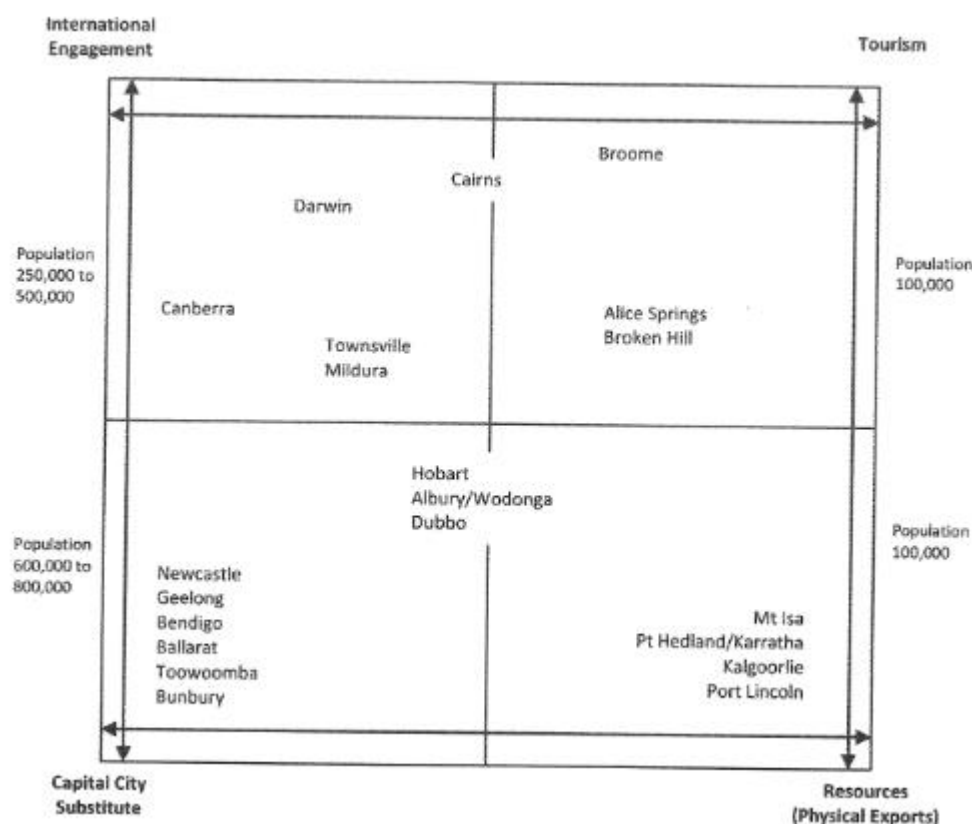 International
Engagement
Tourism
Broome
Cairns
Darwin
Population
250,000 to
500,000
Population
100,000
Canberra
Alice Springs
Broken Hill
Townsville
Mildura
Hobart
Albury/Wodonga
Dubbo
Population
600,000 to
800,000
Population
100,000
Newcastle
Geelong
Bendigo
Ballarat
Toowoomba
Bunbury
Mt Isa
Pt Hedland/Karratha
Kalgoorlie
Port Lincoln
Capital City
Substitute
Resources
(Physical Exports)